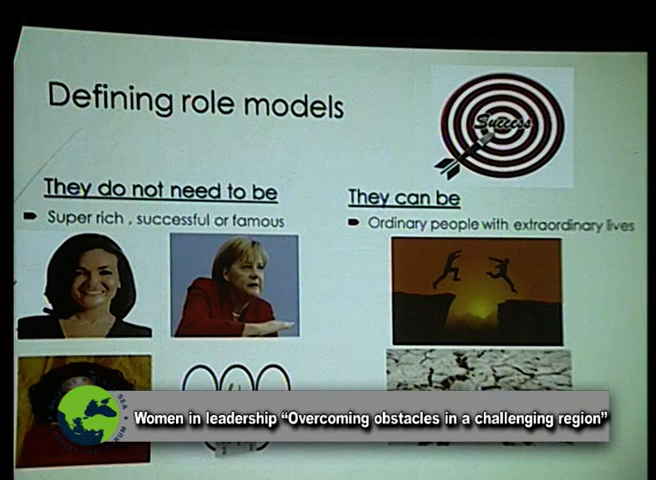 Defining role models
Success
They do not need to be
Super rich , successful or famous
They can be
Ordinary people with extraordinary lives
Women in leadership “Overcoming obstacles in a challenging region”